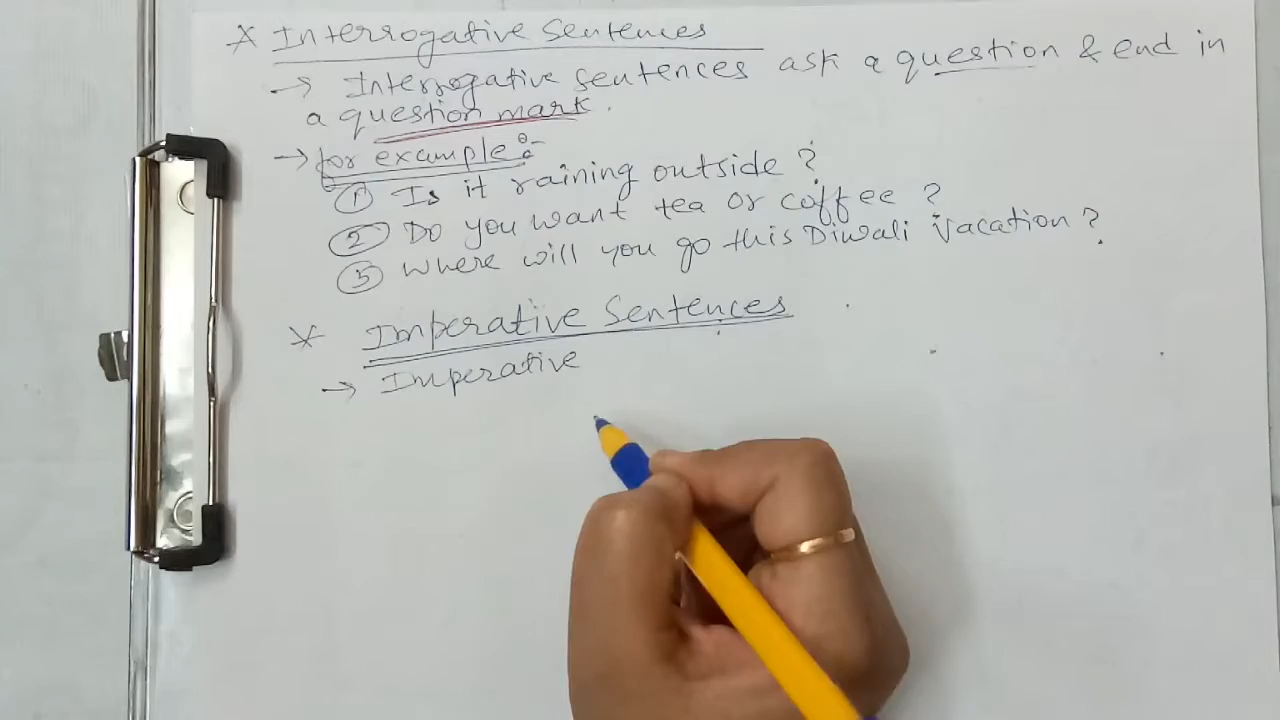 * Interrogative Sentences
→ Interrogative sentences ask a question & end in
a question mark.
→ for example :-
① Is it raining outside ?
② Do you want tea or coffee ?
③ Where will you go this Diwali Vacation ?
* Imperative Sentences
→ Imperative